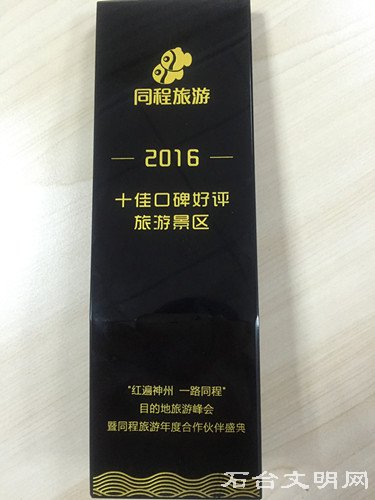 同程旅游
2016
十佳口碑好评
旅游景区
"红遍神州 一路同程"
目的地旅游峰会
暨同程旅游年度合作伙伴盛典
石台文明网